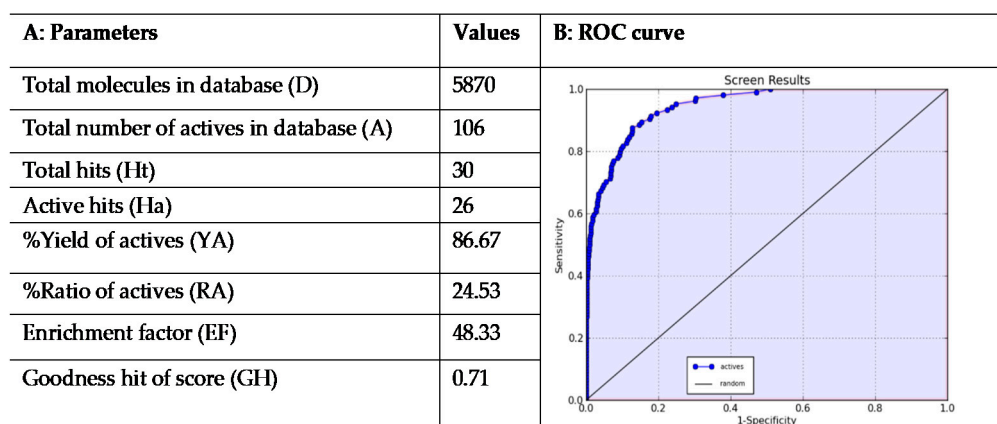 A: Parameters Values B: ROC curve
Total molecules in database (D) 5870
Total number of actives in database (A) 106
Total hits (Ht) 30
Active hits (Ha) 26
%Yield of actives (YA) 86.67
%Ratio of actives (RA) 24.53
Enrichment factor (EF) 48.33
Goodness hit of score (GH) 0.71
Screen Results
1.0
0.8
0.6
0.4
0.2
0.0
Sensitivity
actives
random
0.0 0.2 0.4 0.6 0.8 1.0
1-Specificity